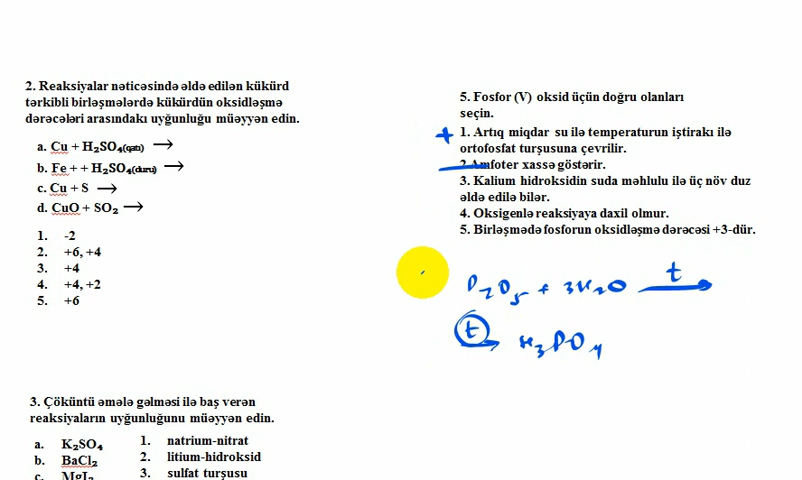 2. Reaksiyalar nəticəsində əldə edilən kükürd
tərkibli birləşmələrdə kükürdün oksidləşmə
dərəcələri arasındakı uyğunluğu müəyyən edin.
a. Cu + H₂SO₄(qatı) →
b. Fe + + H₂SO₄(duru) →
c. Cu + S →
d. CuO + SO₂ →
1. -2
2. +6, +4
3. +4
4. +4, +2
5. +6
3. Çöküntü əmələ gəlməsi ilə baş verən
reaksiyaların uyğunluğunu müəyyən edin.
a. K₂SO₄ 1. natrium-nitrat
b. BaCl₂ 2. litium-hidroksid
c. MgI₂ 3. sulfat turşusu
5. Fosfor (V) oksid üçün doğru olanları
seçin.
+ 1. Artıq miqdar su ilə temperaturun iştirakı ilə
ortofosfat turşusuna çevrilir.
2. Amfoter xassə göstərir.
3. Kalium hidroksidin suda məhlulu ilə üç növ duz
əldə edilə bilər.
4. Oksigenlə reaksiyaya daxil olmur.
5. Birləşmədə fosforun oksidləşmə dərəcəsi +3-dür.
P₂O₅ + 3H₂O t →
t → H₃PO₄